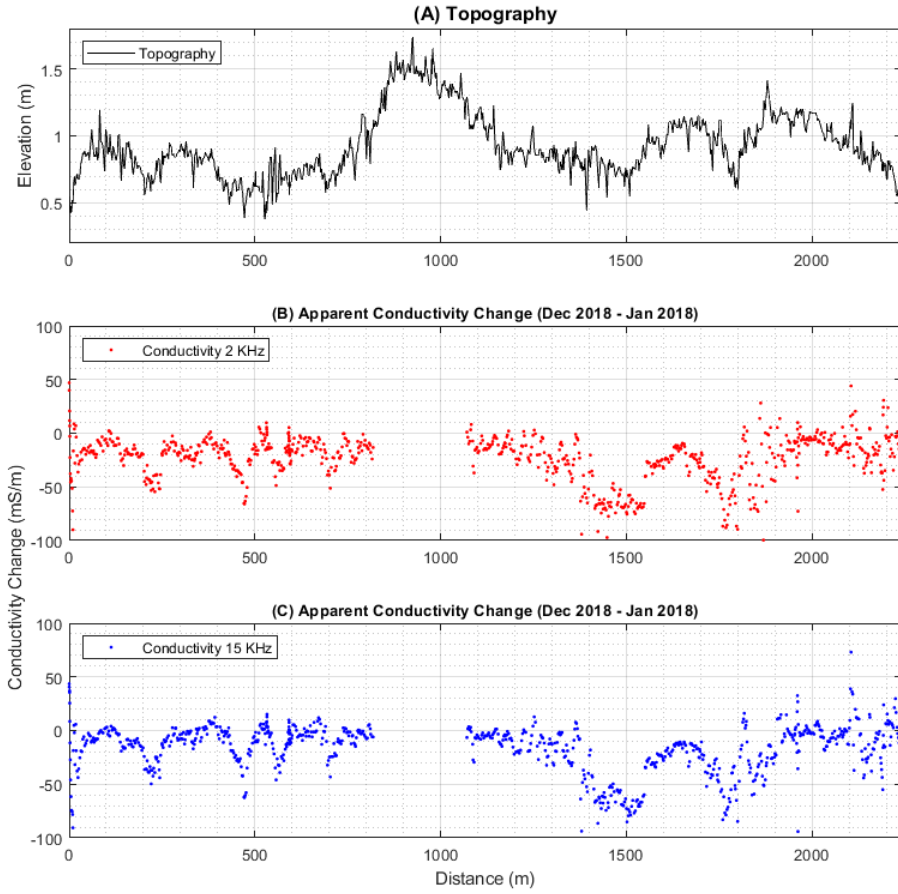 (A) Topography
Topography
1.5
1
0.5
Elevation (m)
0 500 1000 1500 2000
(B) Apparent Conductivity Change (Dec 2018 - Jan 2018)
Conductivity 2 KHz
100
50
0
-50
-100
0 500 1000 1500 2000
Conductivity Change (mS/m)
(C) Apparent Conductivity Change (Dec 2018 - Jan 2018)
Conductivity 15 KHz
100
50
0
-50
-100
0 500 1000 1500 2000
Distance (m)